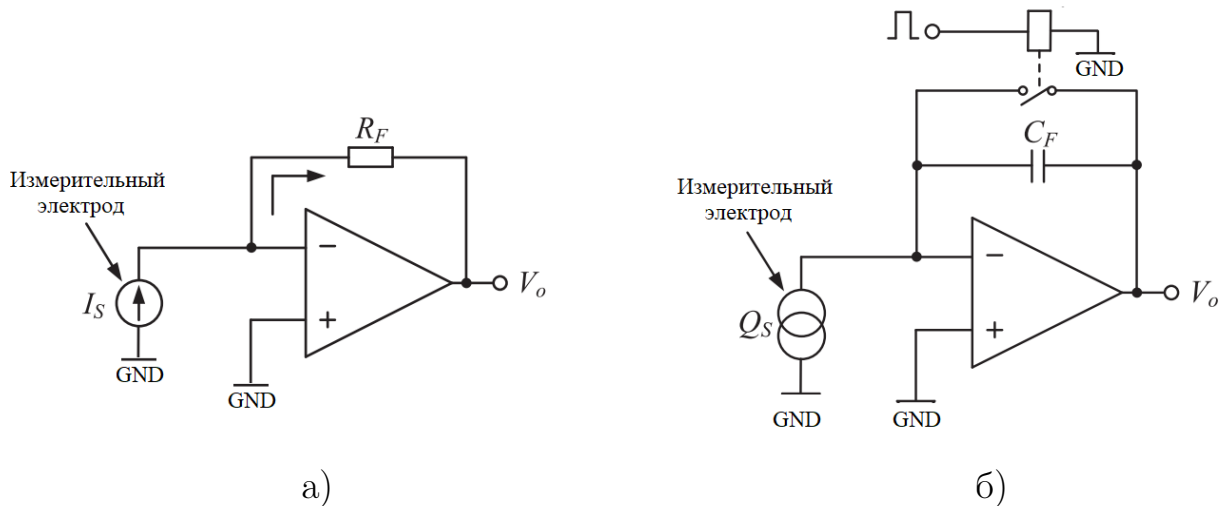 GND
R_F
C_F
Измерительный
электрод
Измерительный
электрод
−
−
V_o
V_o
I_S
Q_S
+
+
GND
GND
GND
GND
а)
б)